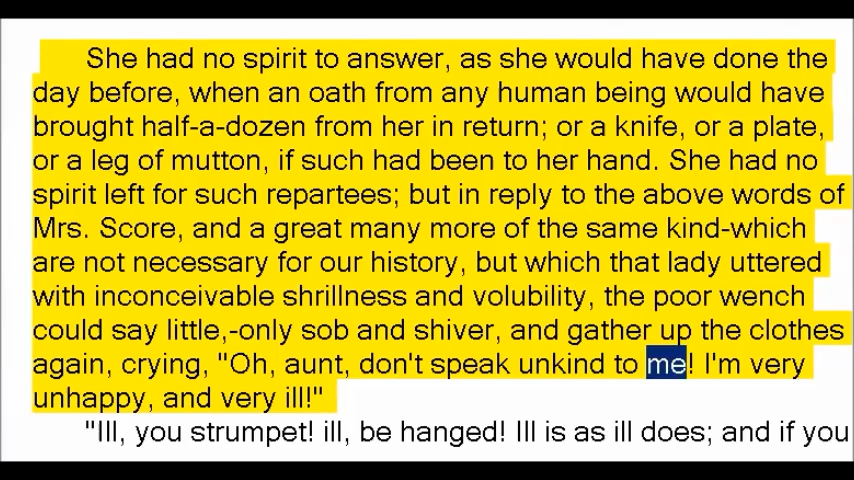 She had no spirit to answer, as she would have done the
day before, when an oath from any human being would have
brought half-a-dozen from her in return; or a knife, or a plate,
or a leg of mutton, if such had been to her hand. She had no
spirit left for such repartees; but in reply to the above words of
Mrs. Score, and a great many more of the same kind-which
are not necessary for our history, but which that lady uttered
with inconceivable shrillness and volubility, the poor wench
could say little,-only sob and shiver, and gather up the clothes
again, crying, "Oh, aunt, don't speak unkind to me! I'm very
unhappy, and very ill!"
"Ill, you strumpet! ill, be hanged! Ill is as ill does; and if you